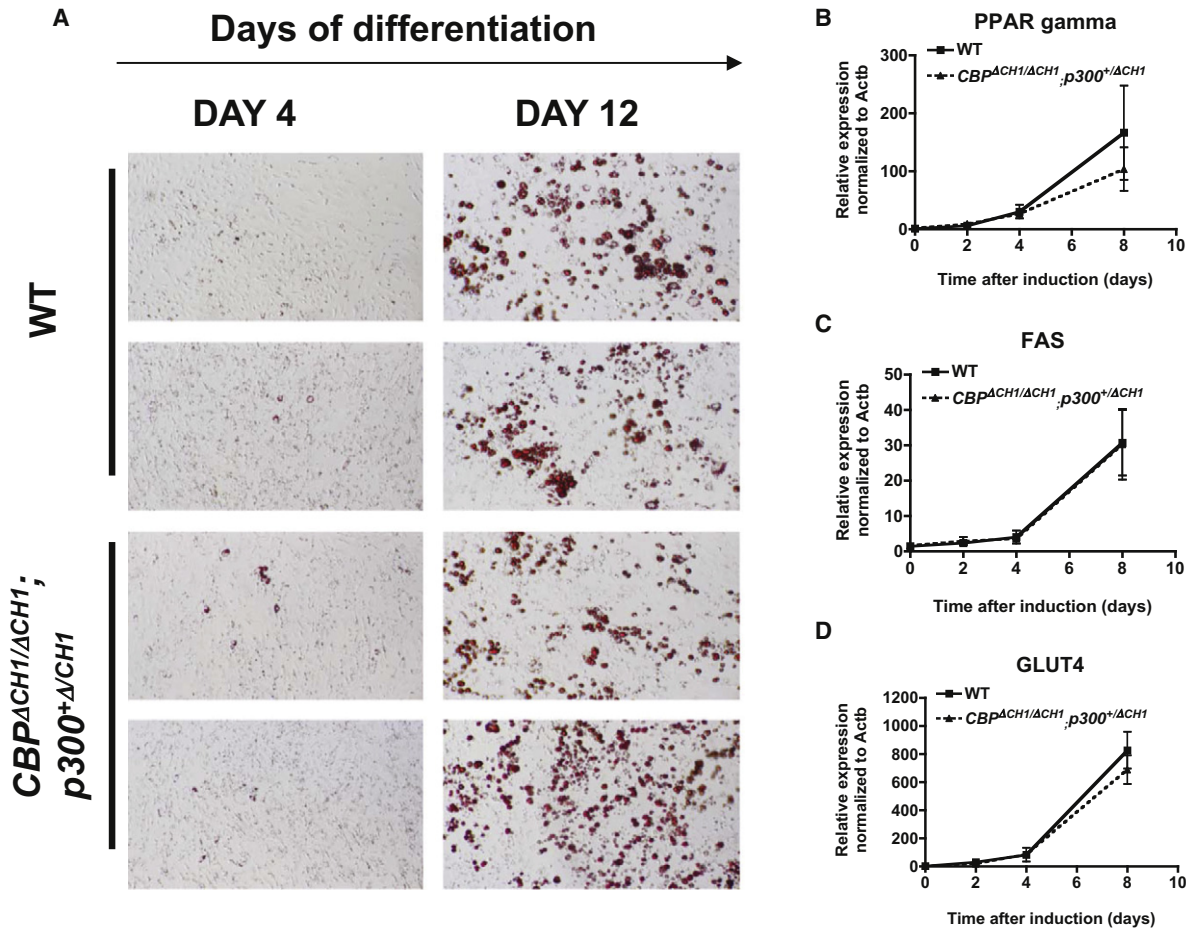 A
Days of differentiation
DAY 4
DAY 12
WT
CBPΔCH1/ΔCH1;
p300+Δ/CH1
B
PPAR gamma
WT
CBPΔCH1/ΔCH1;p300+/ΔCH1
Relative expression
normalized to Actb
300
200
100
0
0 2 4 6 8 10
Time after induction (days)
C
FAS
WT
CBPΔCH1/ΔCH1;p300+/ΔCH1
Relative expression
normalized to Actb
50
40
30
20
10
0
0 2 4 6 8 10
Time after induction (days)
D
GLUT4
WT
CBPΔCH1/ΔCH1;p300+/ΔCH1
Relative expression
normalized to Actb
1200
1000
800
600
400
200
0
0 2 4 6 8 10
Time after induction (days)